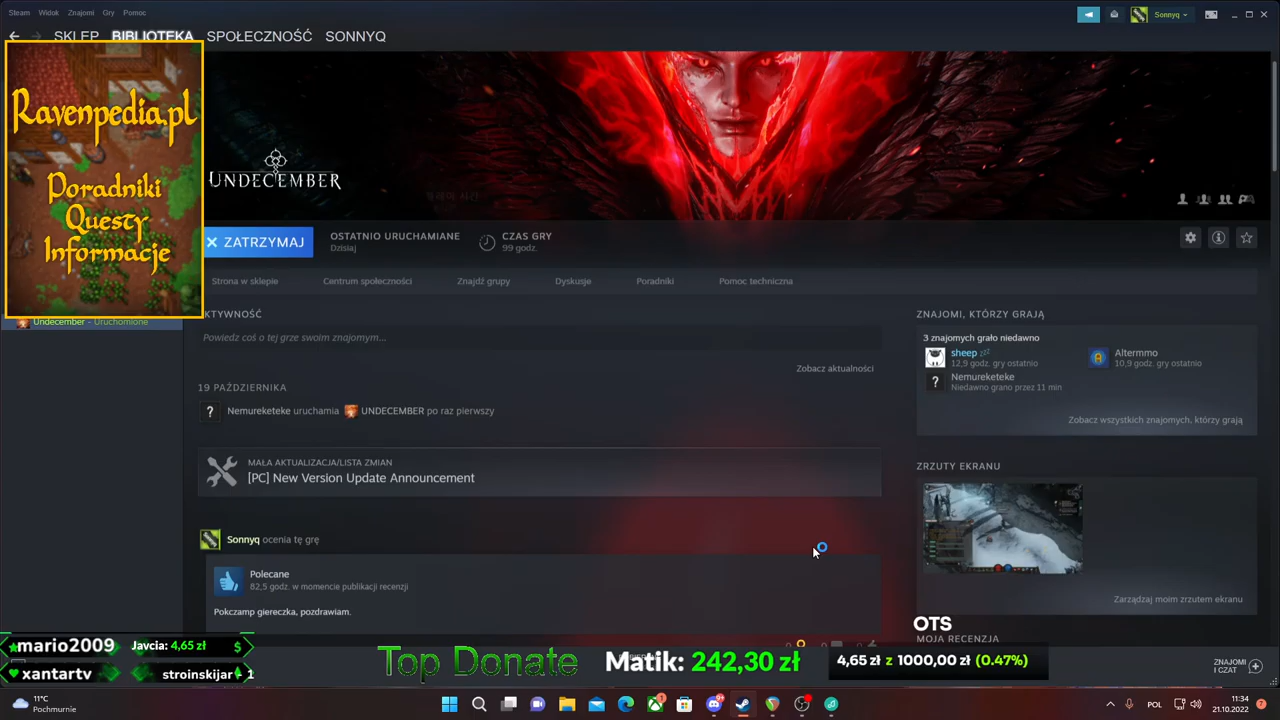 Steam Widok Znajomi Gry Pomoc
Sonnyq
SKLEP BIBLIOTEKA SPOŁECZNOŚĆ SONNYQ
Ravenpedia.pl
Poradniki
Questy
Informacje
UNDECEMBER
ZATRZYMAJ
OSTATNIO URUCHAMIANE
Dzisiaj
CZAS GRY
99 godz.
Strona w sklepie Centrum społeczności Znajdź grupy Dyskusje Poradniki Pomoc techniczna
Undecember - Uruchomione
AKTYWNOŚĆ
Powiedz coś o tej grze swoim znajomym...
Zobacz aktualności
19 PAŹDZIERNIKA
Nemureketeke uruchamia UNDECEMBER po raz pierwszy
MAŁA AKTUALIZACJA/LISTA ZMIAN
[PC] New Version Update Announcement
Sonnyq ocenia tę grę
Polecane
82,5 godz. w momencie publikacji recenzji
Pokczamp giereczka, pozdrawiam.
ZNAJOMI, KTÓRZY GRAJĄ
3 znajomych grało niedawno
sheep zzz
12,9 godz. gry ostatnio
Altermmo
10,9 godz. gry ostatnio
Nemureketeke
Niedawno grano przez 11 min
Zobacz wszystkich znajomych, którzy grają
ZRZUTY EKRANU
Zarządzaj moim zrzutem ekranu
OTS
MOJA RECENZJA
mario2009 Javcia: 4,65 zł $
xantartv stroinskijar 1
Top Donate Matik: 242,30 zł
4,65 zł z 1000,00 zł (0.47%)
ZNAJOMI
I CZAT
11°C
Pochmurnie
POL
11:34
21.10.2022